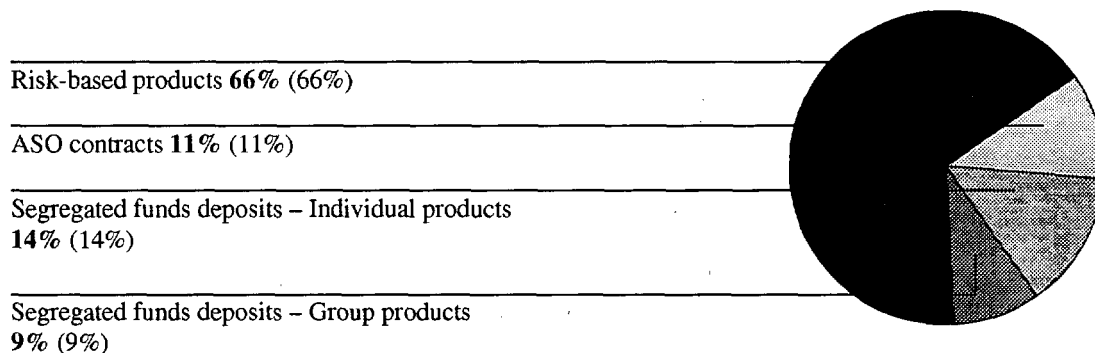 Risk-based products 66% (66%)
ASO contracts 11% (11%)
Segregated funds deposits – Individual products
14% (14%)
Segregated funds deposits – Group products
9% (9%)